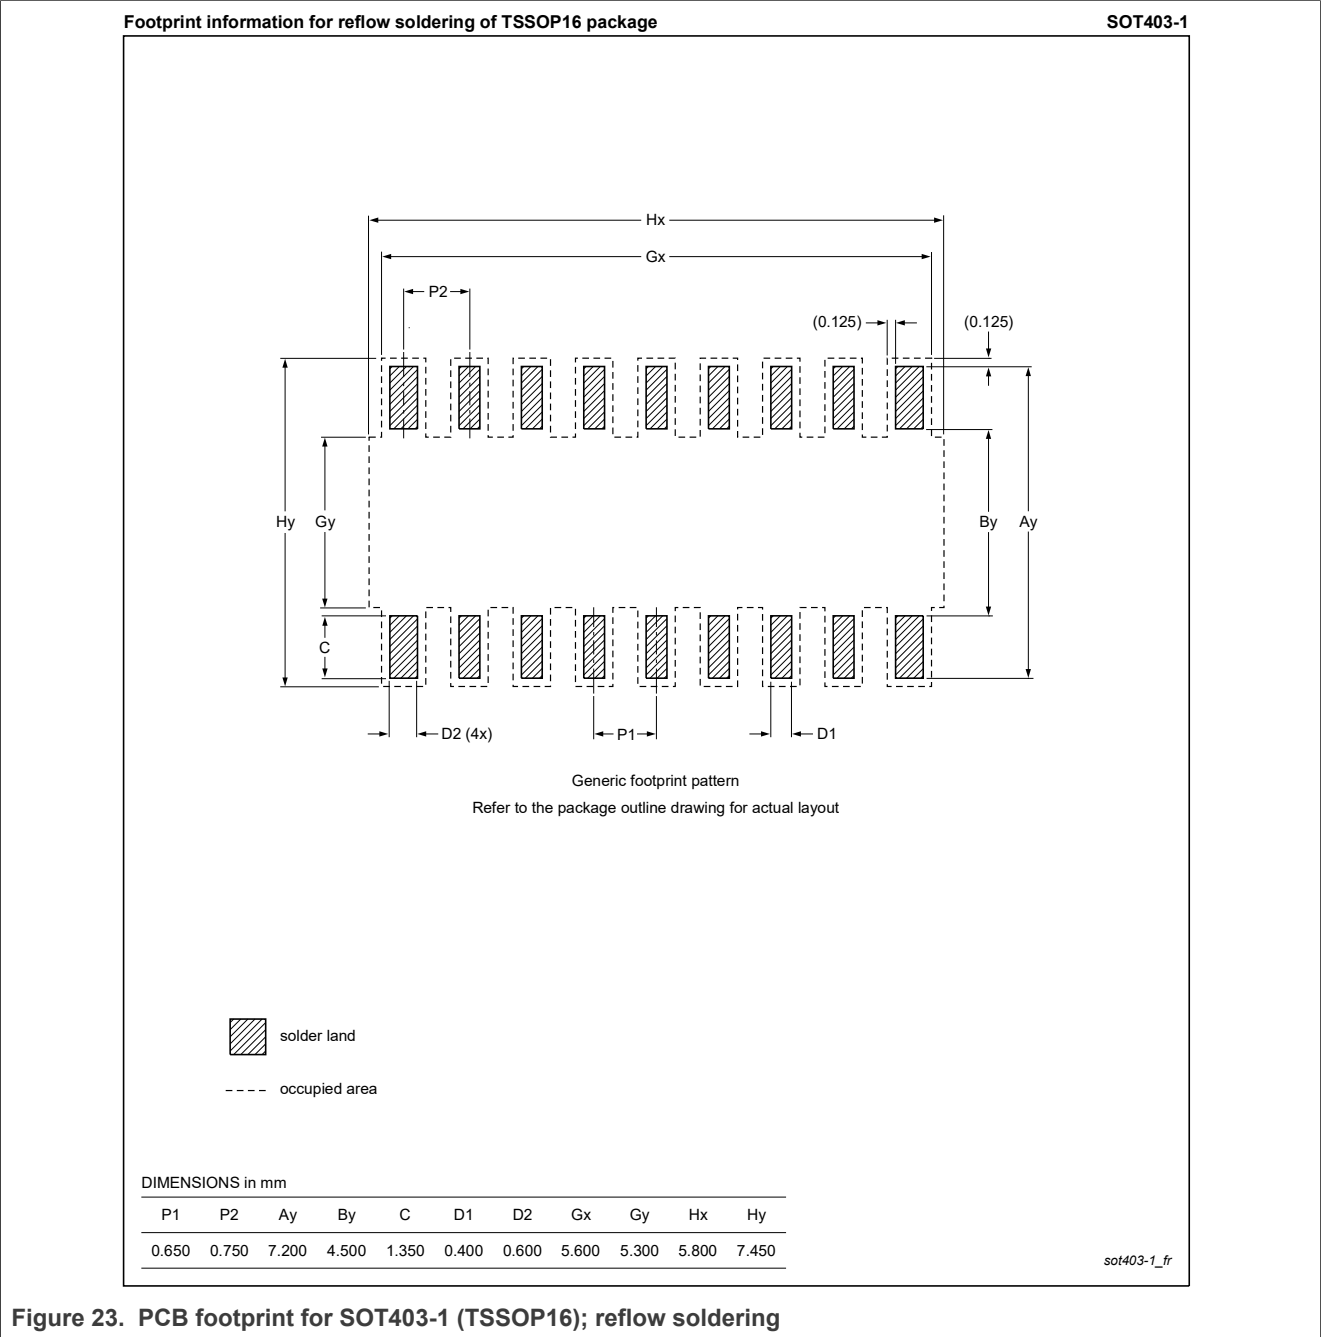 Footprint information for reflow soldering of TSSOP16 package SOT403-1
Hx
Gx
P2
(0.125) (0.125)
Hy Gy By Ay
C
D2 (4x) P1 D1
Generic footprint pattern
Refer to the package outline drawing for actual layout
solder land
occupied area
DIMENSIONS in mm
P1 P2 Ay By C D1 D2 Gx Gy Hx Hy
0.650 0.750 7.200 4.500 1.350 0.400 0.600 5.600 5.300 5.800 7.450
sot403-1_fr
Figure 23. PCB footprint for SOT403-1 (TSSOP16); reflow soldering